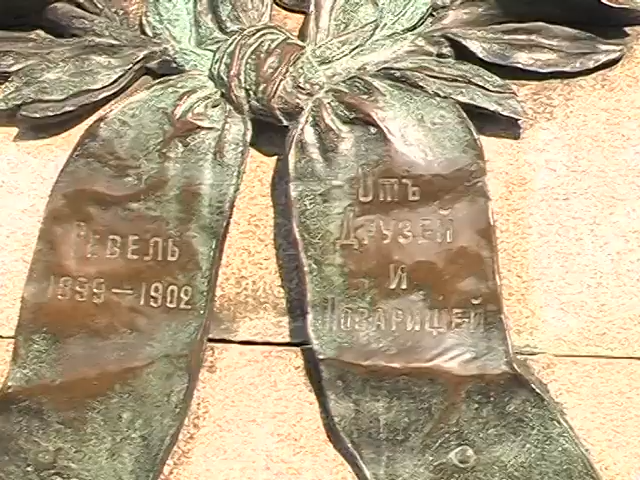 РЕВЕЛЬ
1899—1902
Отъ
Друзей
и
Товарищей